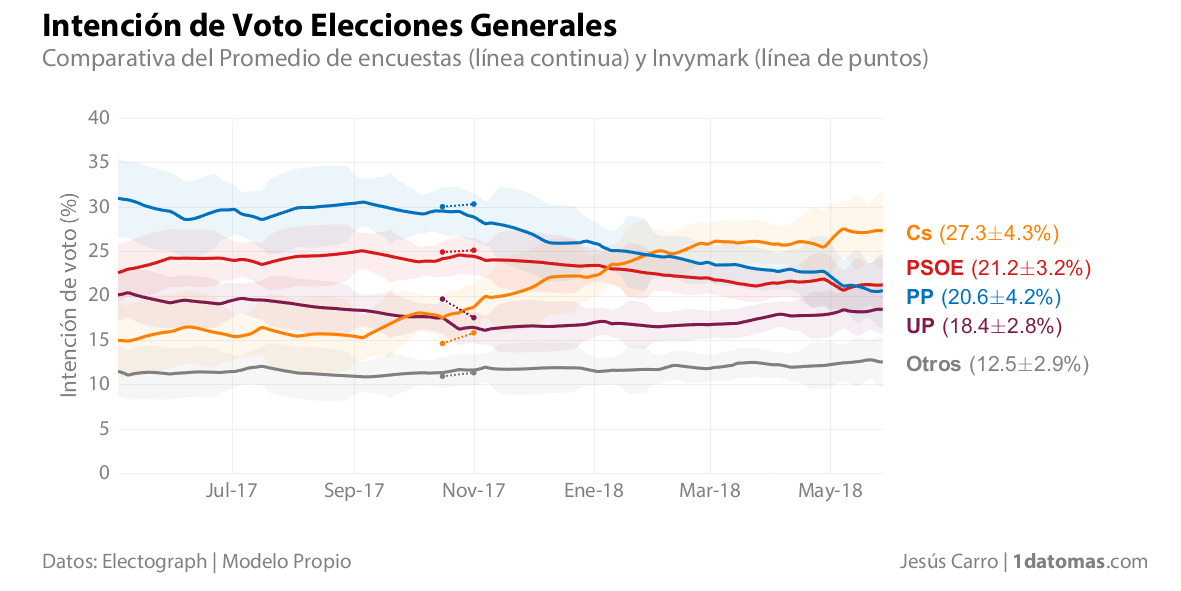 Intención de Voto Elecciones Generales
Comparativa del Promedio de encuestas (línea continua) y Invymark (línea de puntos)
Intención de voto (%)
40
35
30
25
20
15
10
5
0
Jul-17 Sep-17 Nov-17 Ene-18 Mar-18 May-18
Cs (27.3±4.3%)
PSOE (21.2±3.2%)
PP (20.6±4.2%)
UP (18.4±2.8%)
Otros (12.5±2.9%)
Datos: Electograph | Modelo Propio
Jesús Carro | 1datomas.com